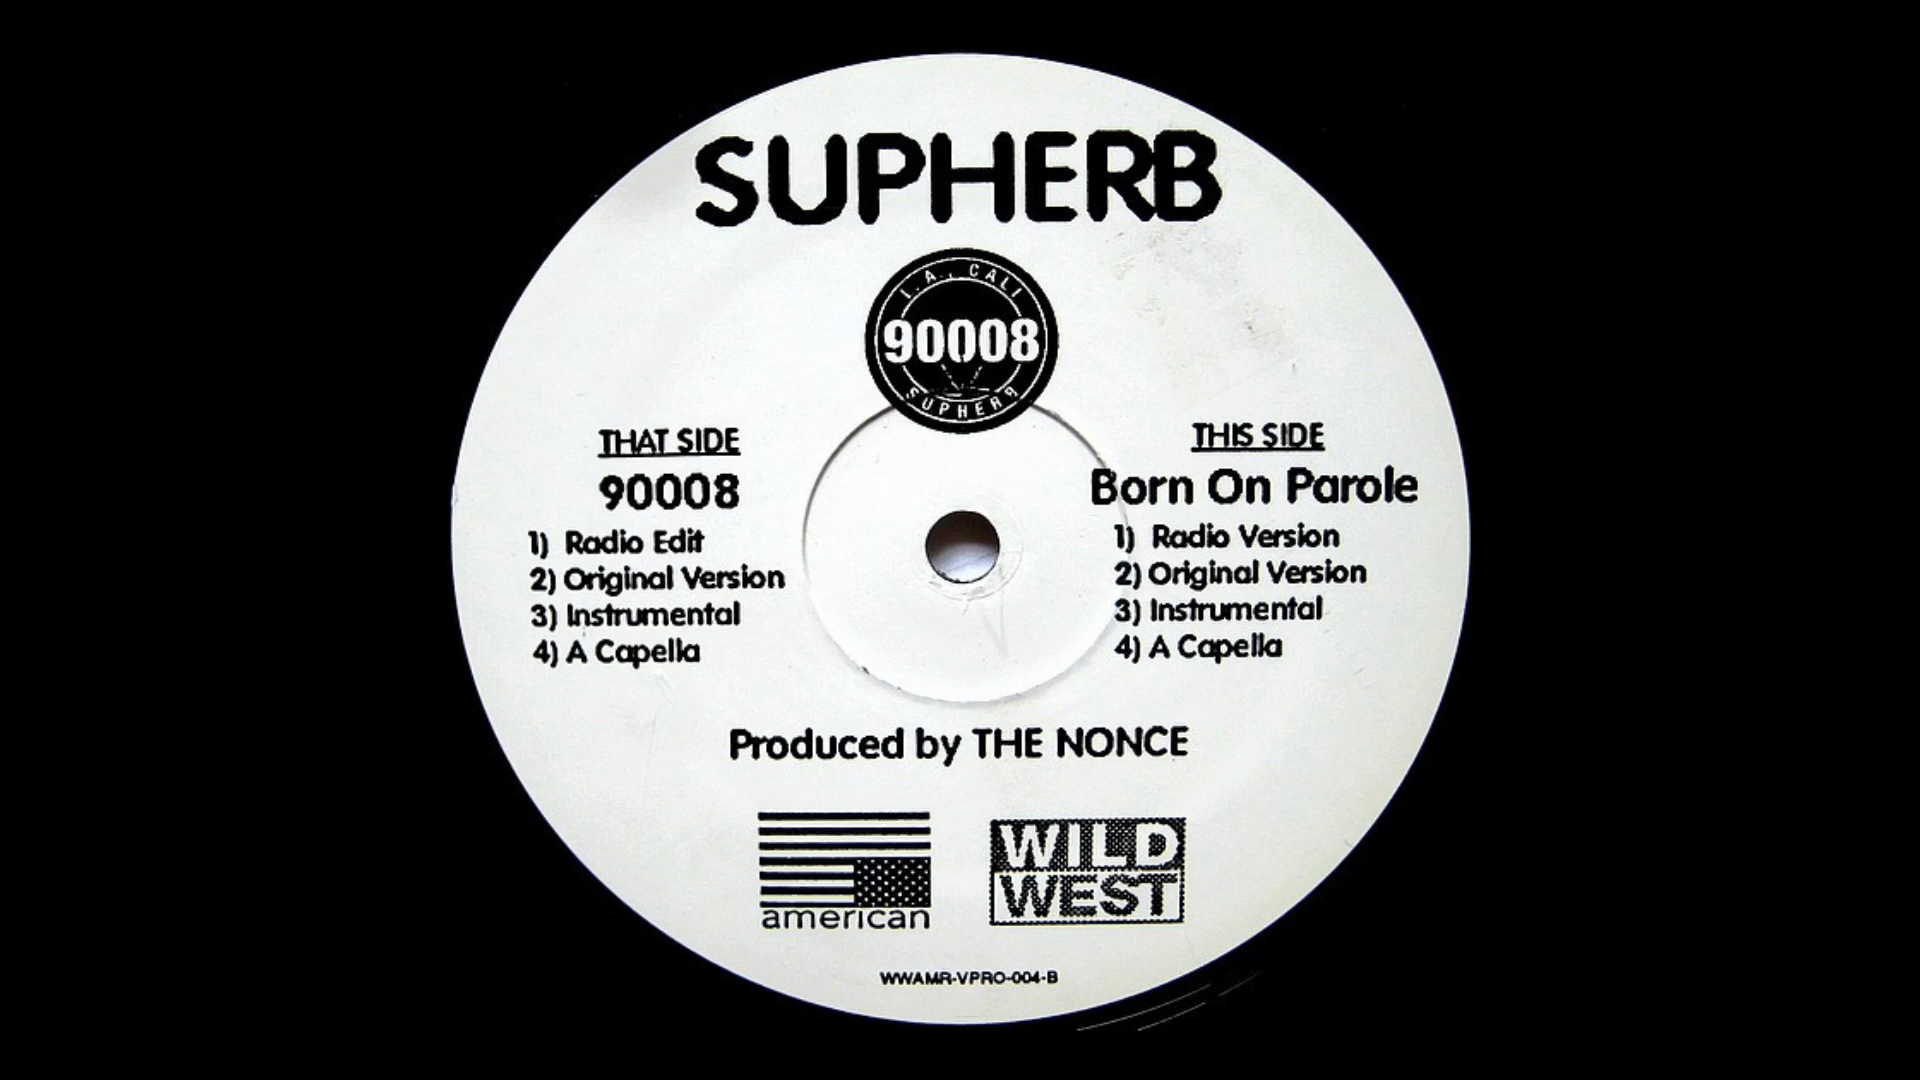 SUPHERB
L.A., CALI
90008
SUPHERB
THAT SIDE
90008
1) Radio Edit
2) Original Version
3) Instrumental
4) A Capella
THIS SIDE
Born On Parole
1) Radio Version
2) Original Version
3) Instrumental
4) A Capella
Produced by THE NONCE
american
WILD
WEST
WWAMR-VPRO-004-B